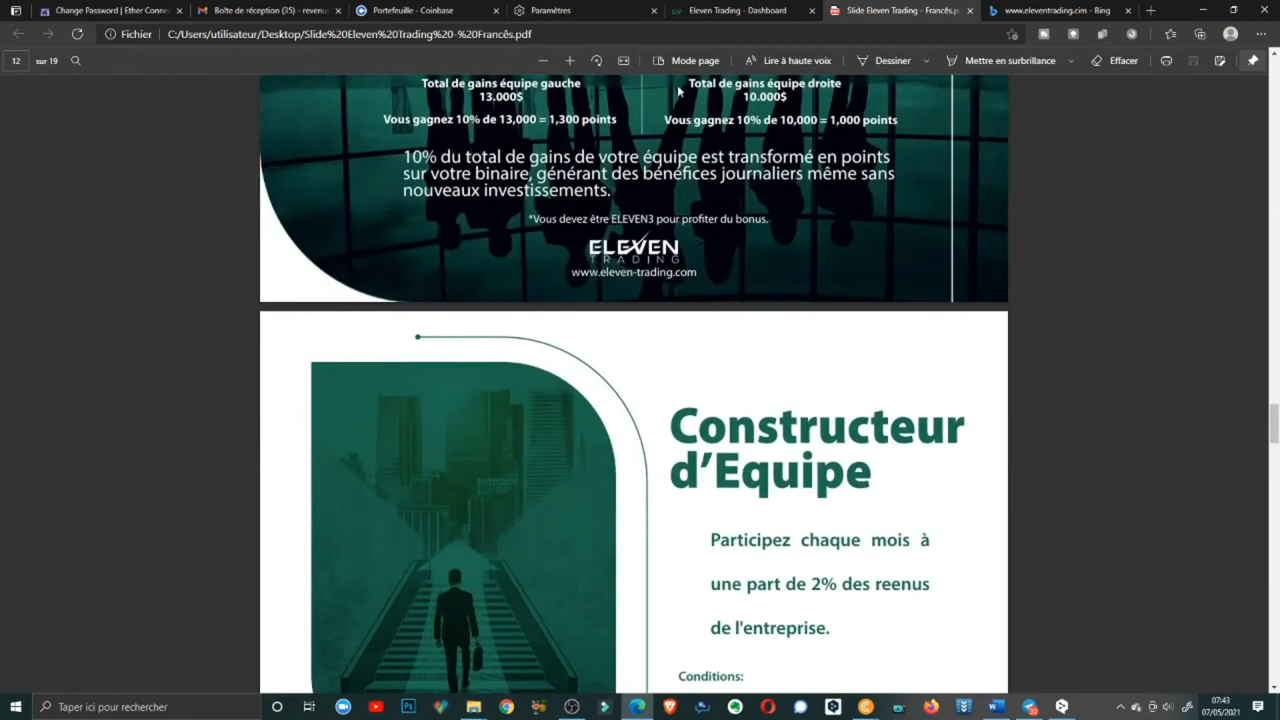 Change Password | Ether Connec
Boîte de réception (35) - revenu
Portefeuille - Coinbase
Paramètres
Eleven Trading - Dashboard
Slide Eleven Trading - Francês.p
www.eleventrading.cim - Bing
Fichier
C:/Users/utilisateur/Desktop/Slide%20Eleven%20Trading%20-%20Francês.pdf
12 sur 19
Mode page
Lire à haute voix
Dessiner
Mettre en surbrillance
Effacer
Total de gains équipe gauche
13.000$
Vous gagnez 10% de 13,000 = 1,300 points
Total de gains équipe droite
10.000$
Vous gagnez 10% de 10,000 = 1,000 points
10% du total de gains de votre équipe est transformé en points
sur votre binaire, générant des bénéfices journaliers même sans
nouveaux investissements.
*Vous devez être ELEVEN3 pour profiter du bonus.
ELEVEN
TRADING
www.eleven-trading.com
Constructeur
d'Equipe
Participez chaque mois à
une part de 2% des reenus
de l'entreprise.
Conditions:
Taper ici pour rechercher
07:43
07/05/2021